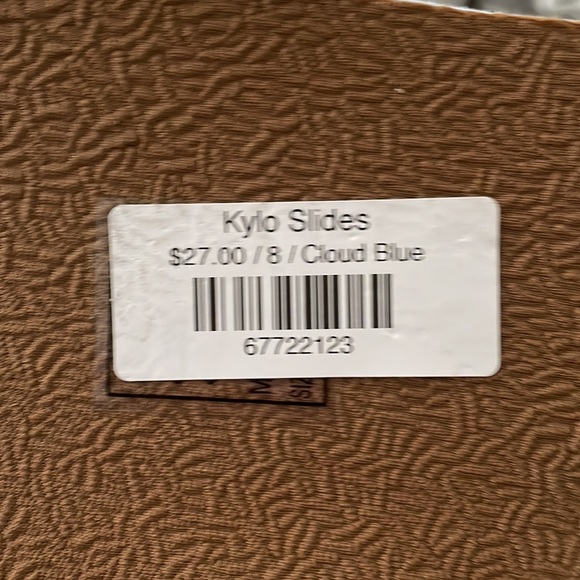 Kylo Slides
$27.00 / 8 / Cloud Blue
67722123